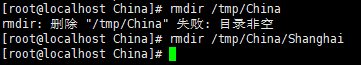 [root@localhost China]# rmdir /tmp/China
rmdir: 删除 "/tmp/China" 失败: 目录非空
[root@localhost China]# rmdir /tmp/China/Shanghai
[root@localhost China]#